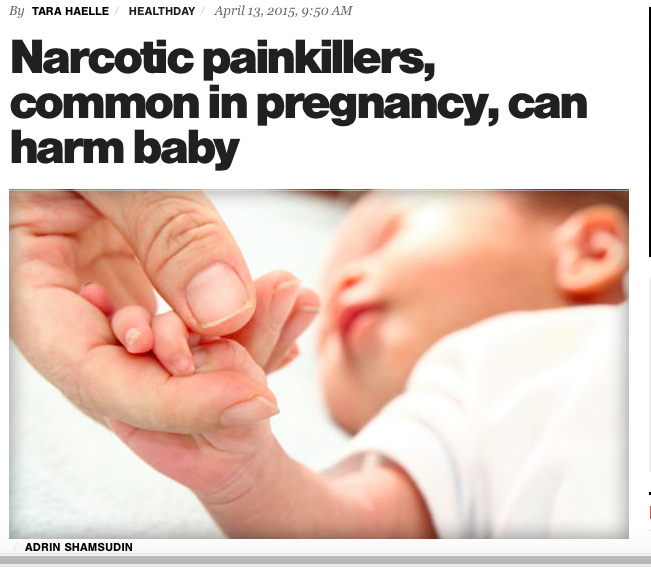 By TARA HAELLE / HEALTHDAY / April 13, 2015, 9:50 AM
Narcotic painkillers,
common in pregnancy, can
harm baby
/ ADRIN SHAMSUDIN